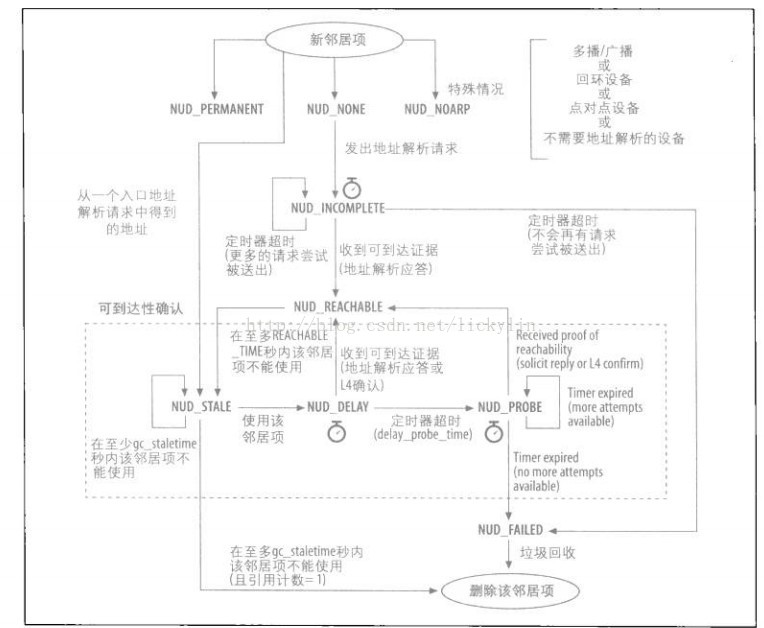 新邻居项
多播/广播
或
回环设备
或
点对点设备
或
不需要地址解析的设备
特殊情况
NUD_PERMANENT
NUD_NONE
NUD_NOARP
发出地址解析请求
从一个入口地址
解析请求中得到
的地址
NUD_INCOMPLETE
定时器超时
(更多的请求尝试
被送出)
收到可到达证据
(地址解析应答)
定时器超时
(不会再有请求
尝试被送出)
可到达性确认
NUD_REACHABLE
http://blog.csdn.net/lickylin
在至多REACHABLE
_TIME秒内该邻居
项不能使用
收到可到达证据
(地址解析应答或
L4确认)
Received proof of
reachability
(solicit reply or L4 confirm)
NUD_STALE
使用该
邻居项
NUD_DELAY
定时器超时
(delay_probe_time)
NUD_PROBE
Timer expired
(more attempts
available)
在至少gc_staletime
秒内该邻居项不
能使用
Timer expired
(no more attempts
available)
NUD_FAILED
垃圾回收
在至多gc_staletime秒内
该邻居项不能使用
(且引用计数=1)
删除该邻居项